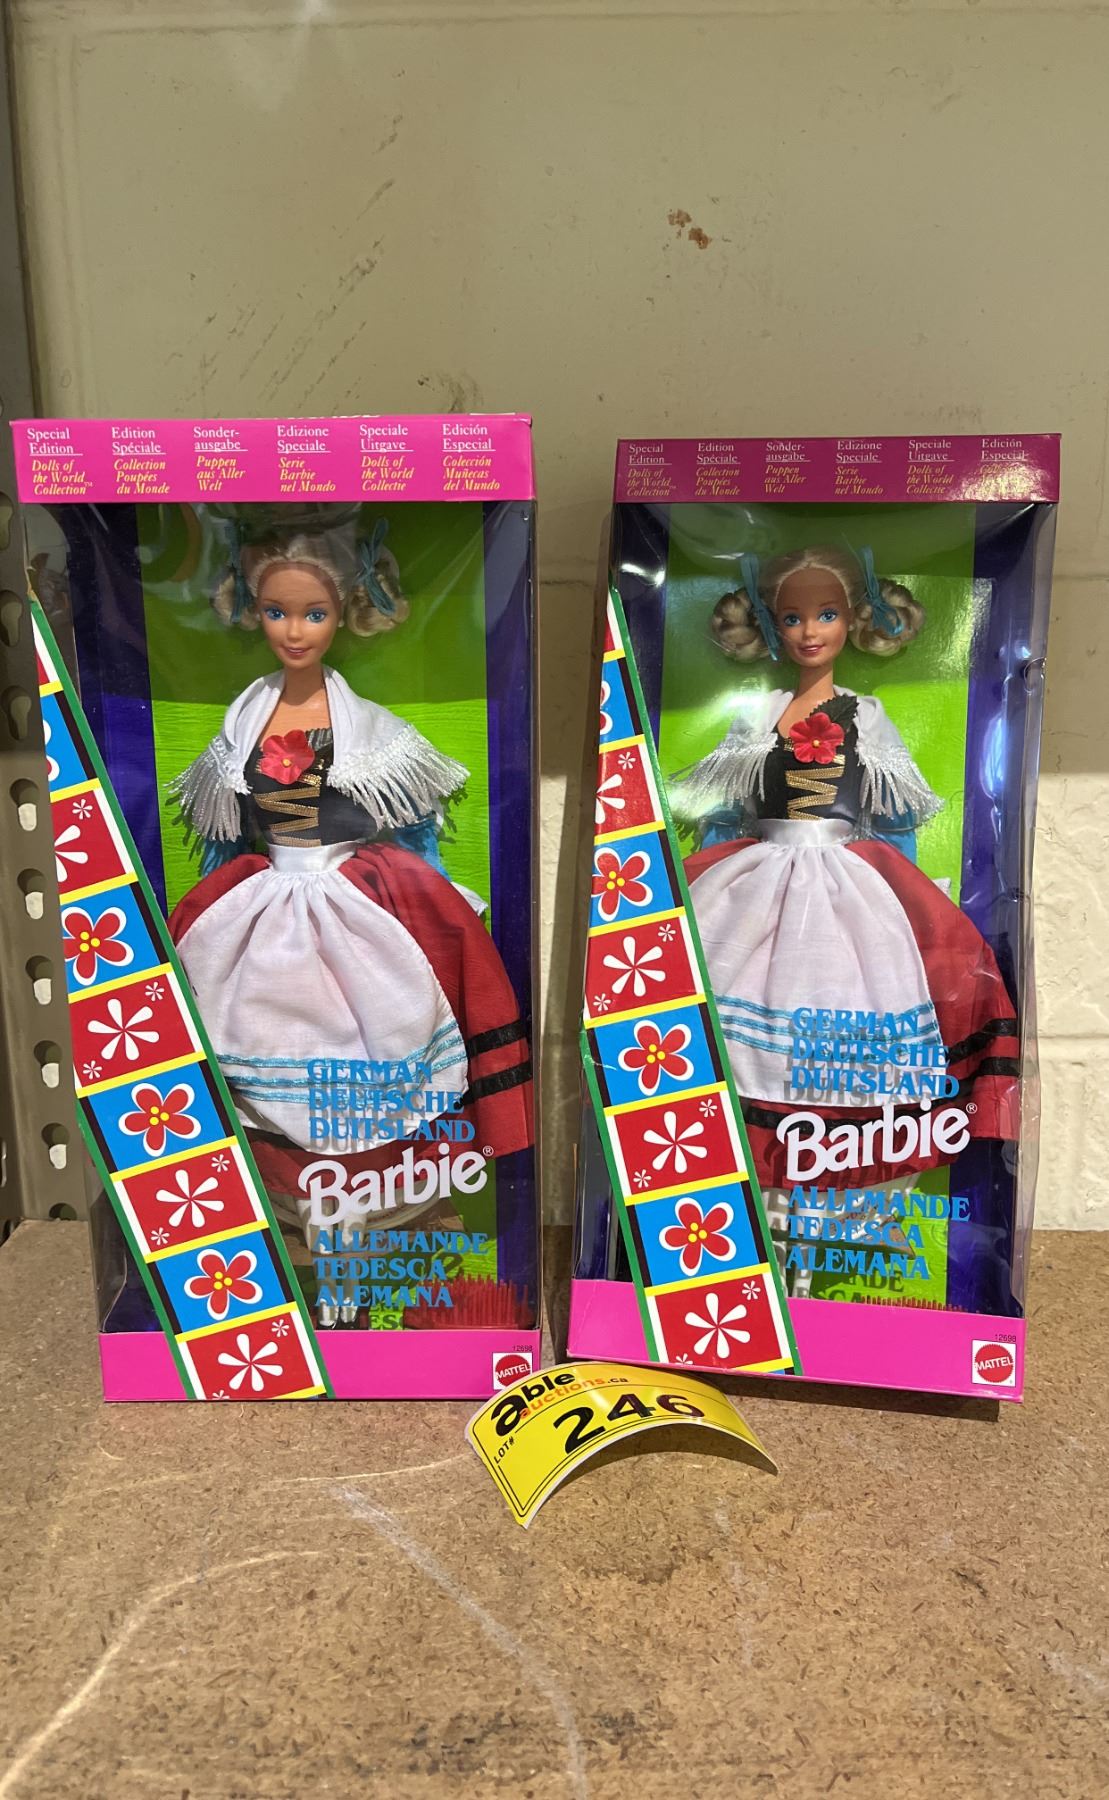 Special
Edition
Dolls of
the World
Collection™
Edition
Spéciale
Collection
Poupées
du Monde
Sonder-
ausgabe
Puppen
aus Aller
Welt
Edizione
Speciale
Serie
Barbie
nel Mondo
Speciale
Uitgave
Dolls of
the World
Collectie
Edición
Especial
Colección
Muñecas
del Mundo
GERMAN
DEUTSCHE
DUITSLAND
Barbie®
ALLEMANDE
TEDESCA
ALEMANA
12698
MATTEL
Special
Edition
Dolls of
the World
Collection™
Edition
Spéciale
Collection
Poupées
du Monde
Sonder-
ausgabe
Puppen
aus Aller
Welt
Edizione
Speciale
Serie
Barbie
nel Mondo
Speciale
Uitgave
Dolls of
the World
Collectie
Edición
Especial
GERMAN
DEUTSCHE
DUITSLAND
Barbie®
ALLEMANDE
TEDESCA
ALEMANA
12698
MATTEL
able
auctions.ca
LOT# 246